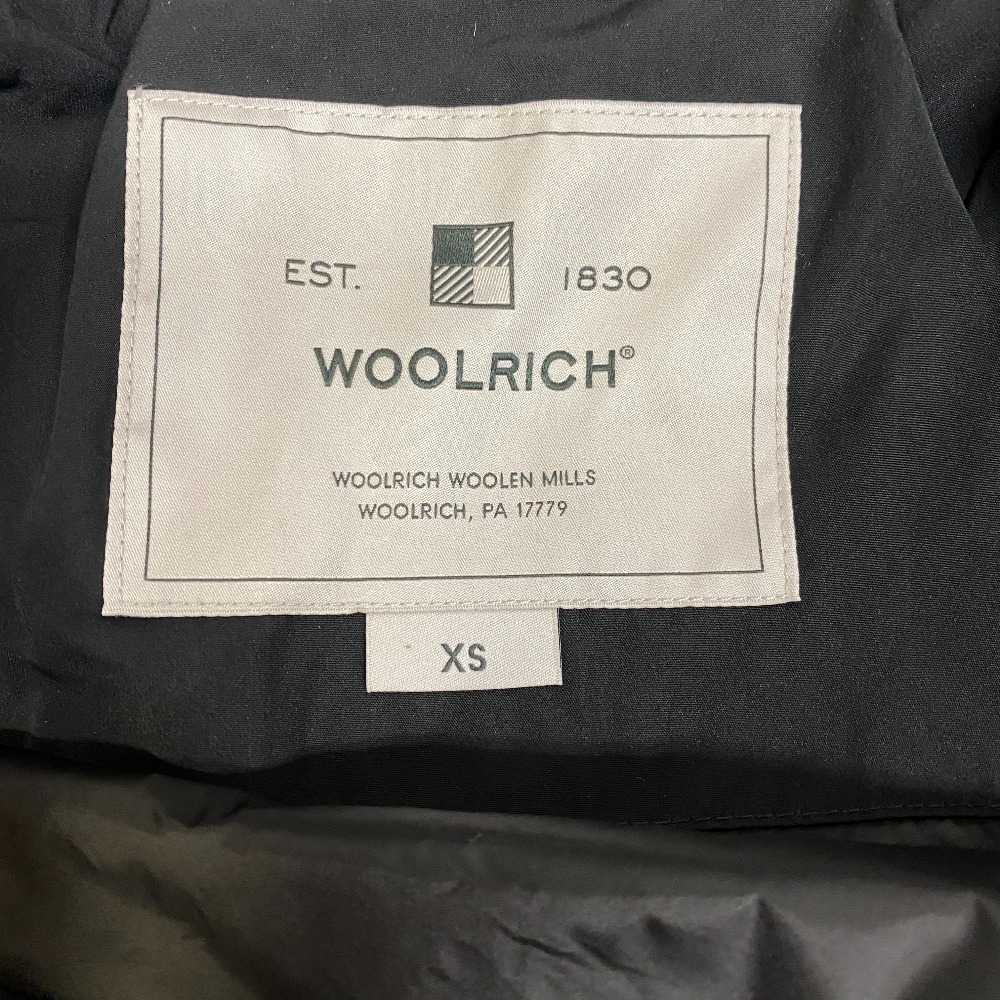 EST. 1830
WOOLRICH®
WOOLRICH WOOLEN MILLS
WOOLRICH, PA 17779
XS